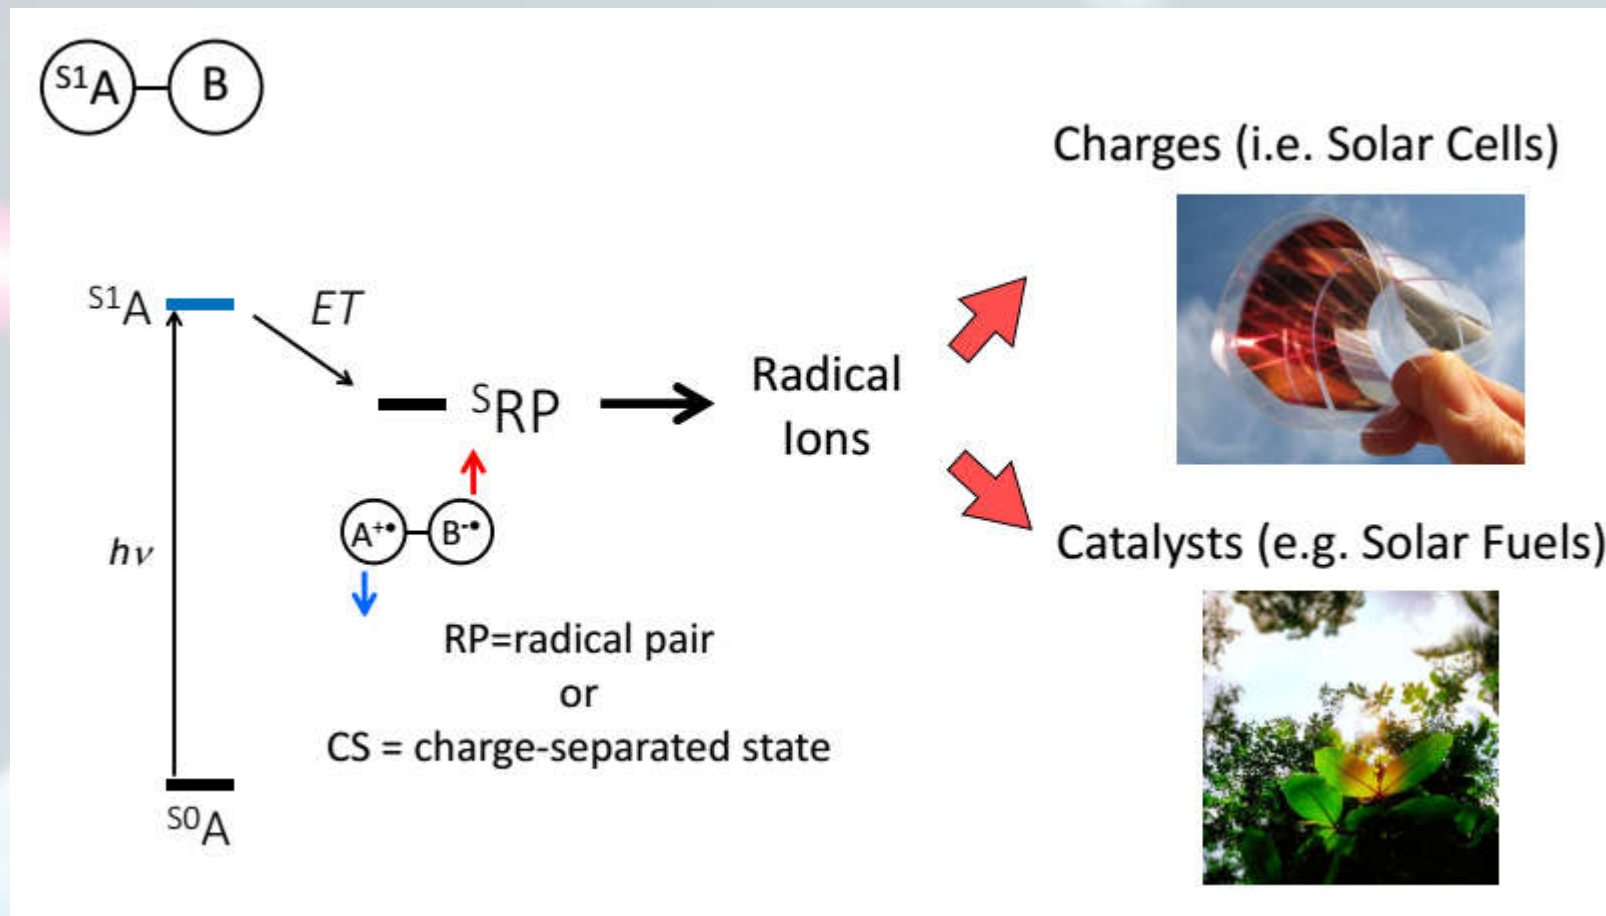 S1A
B
Charges (i.e. Solar Cells)
S1A
ET
SRP
Radical
Ions
A+•
B-•
hν
Catalysts (e.g. Solar Fuels)
RP=radical pair
or
CS = charge-separated state
S0A